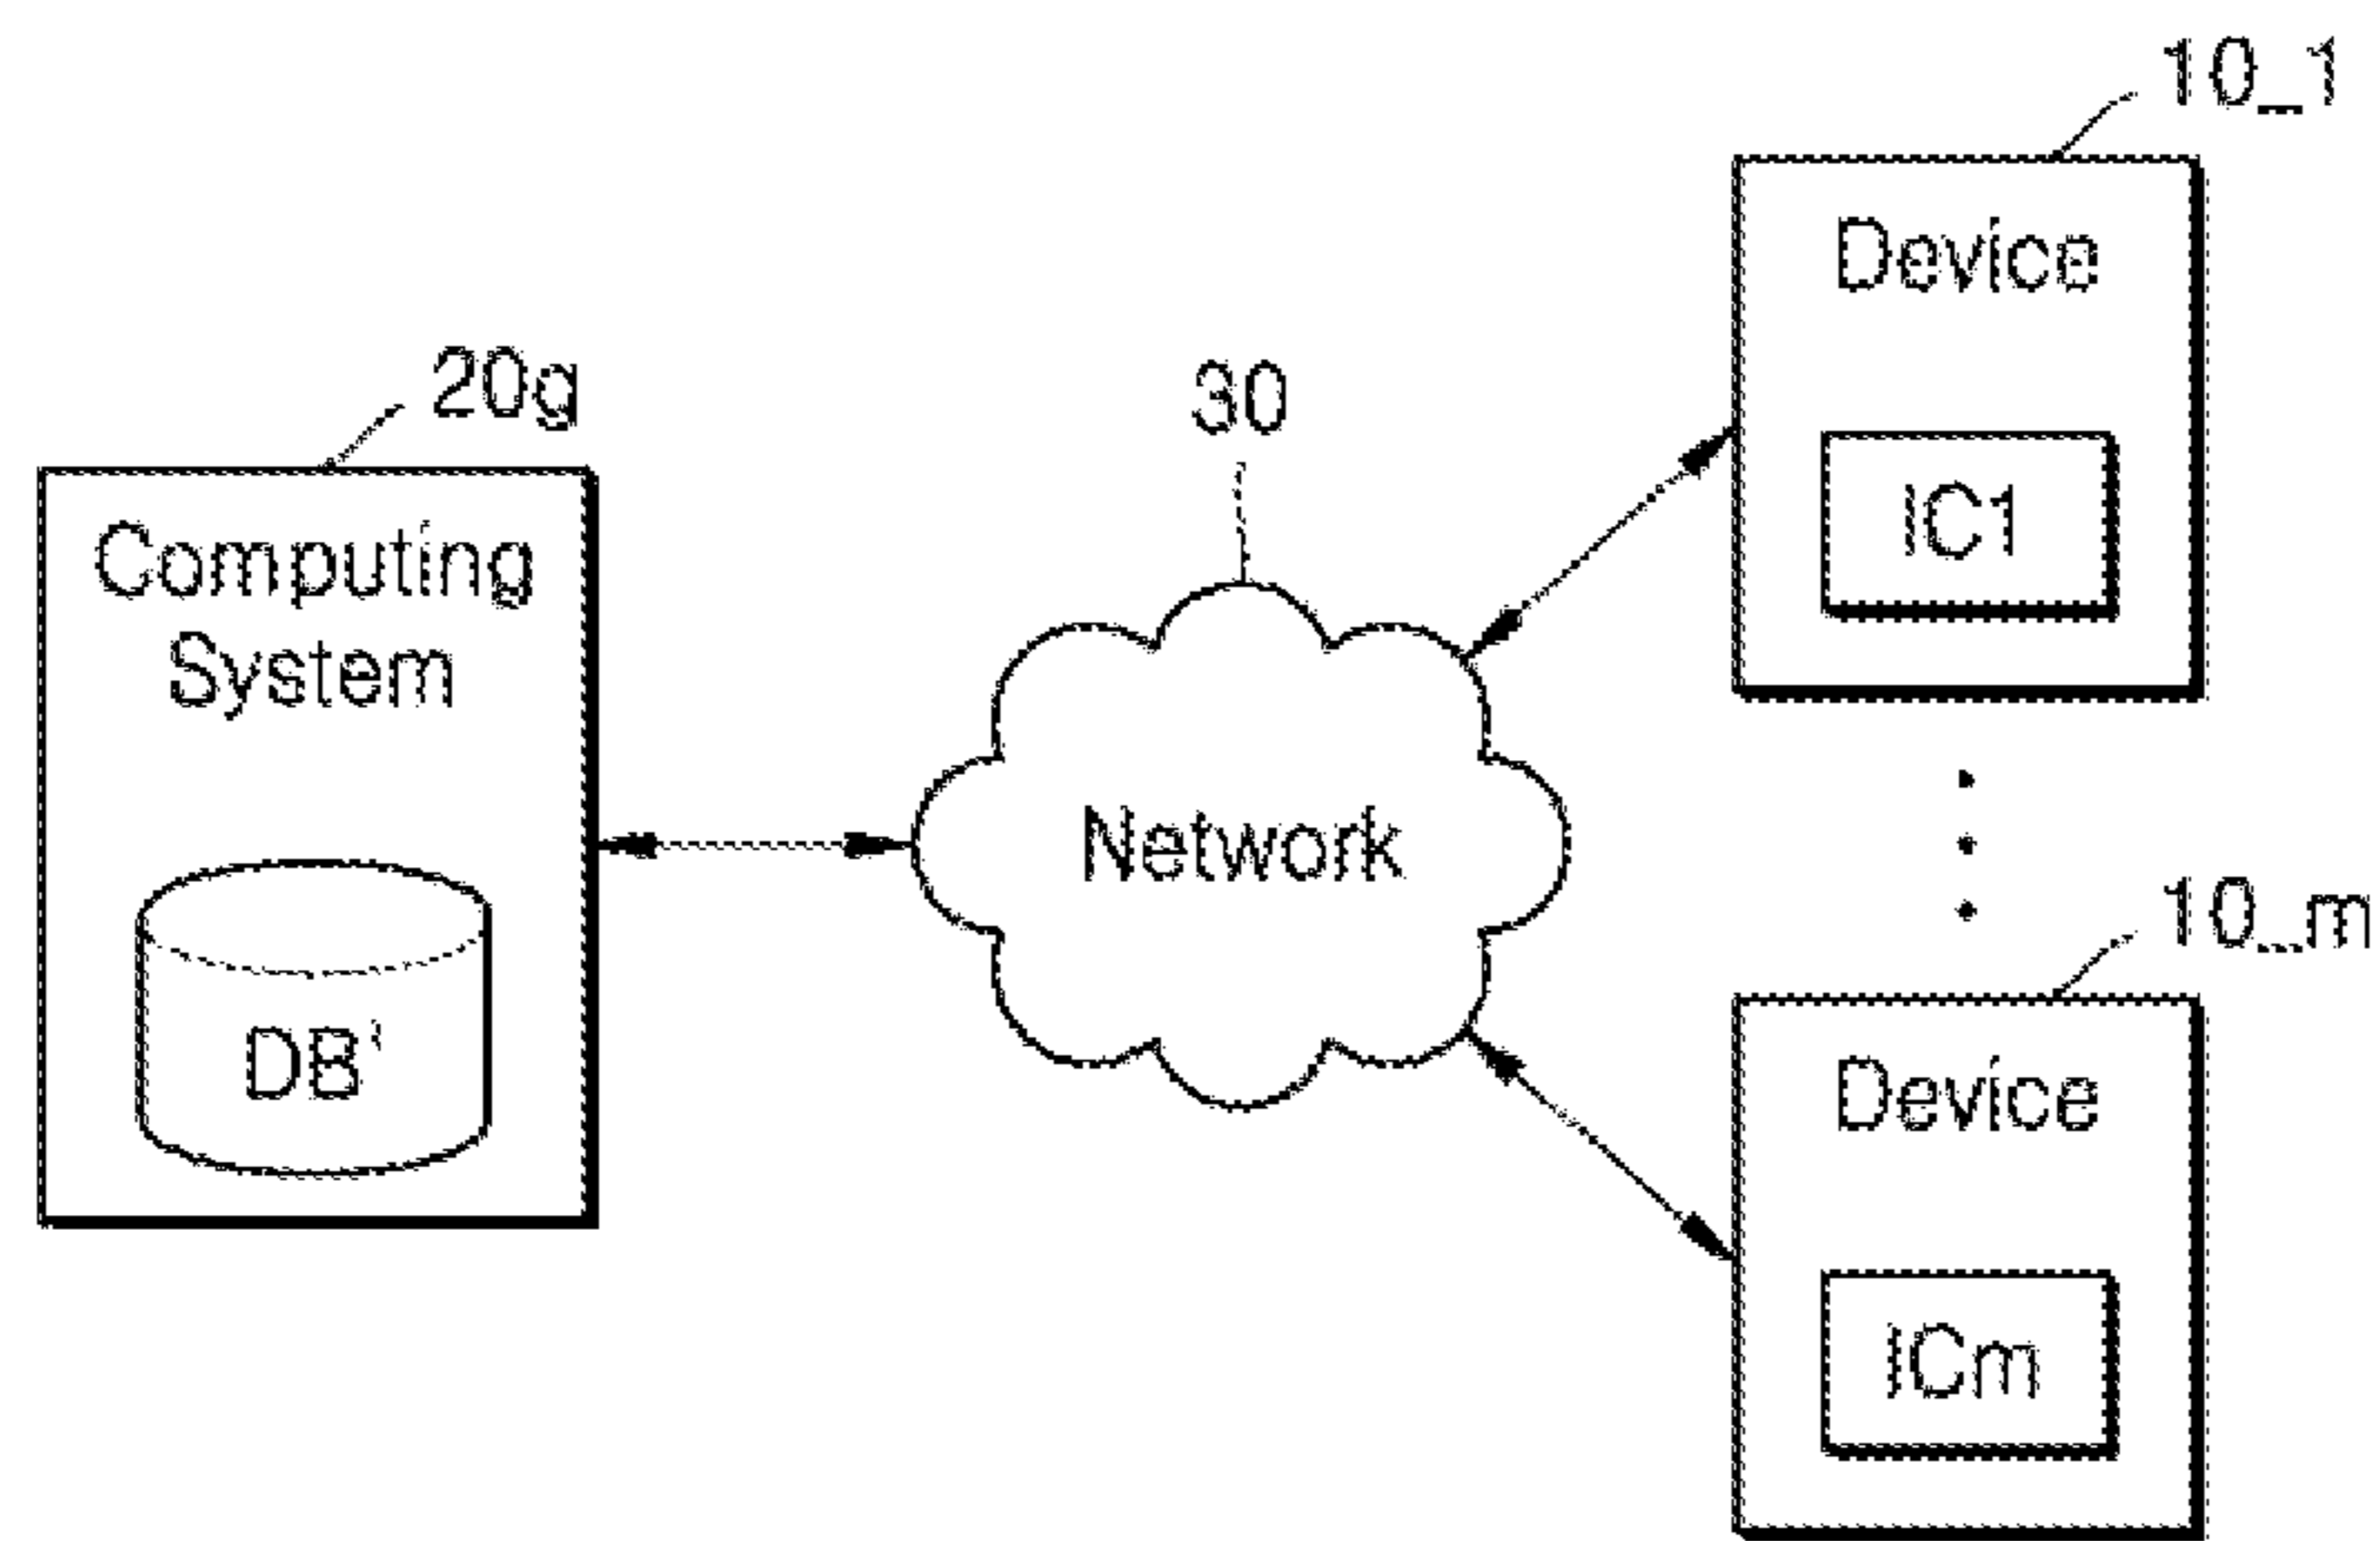 10_1
Device
IC1
20g
Computing
System
DB'
30
Network
10_m
Device
ICm